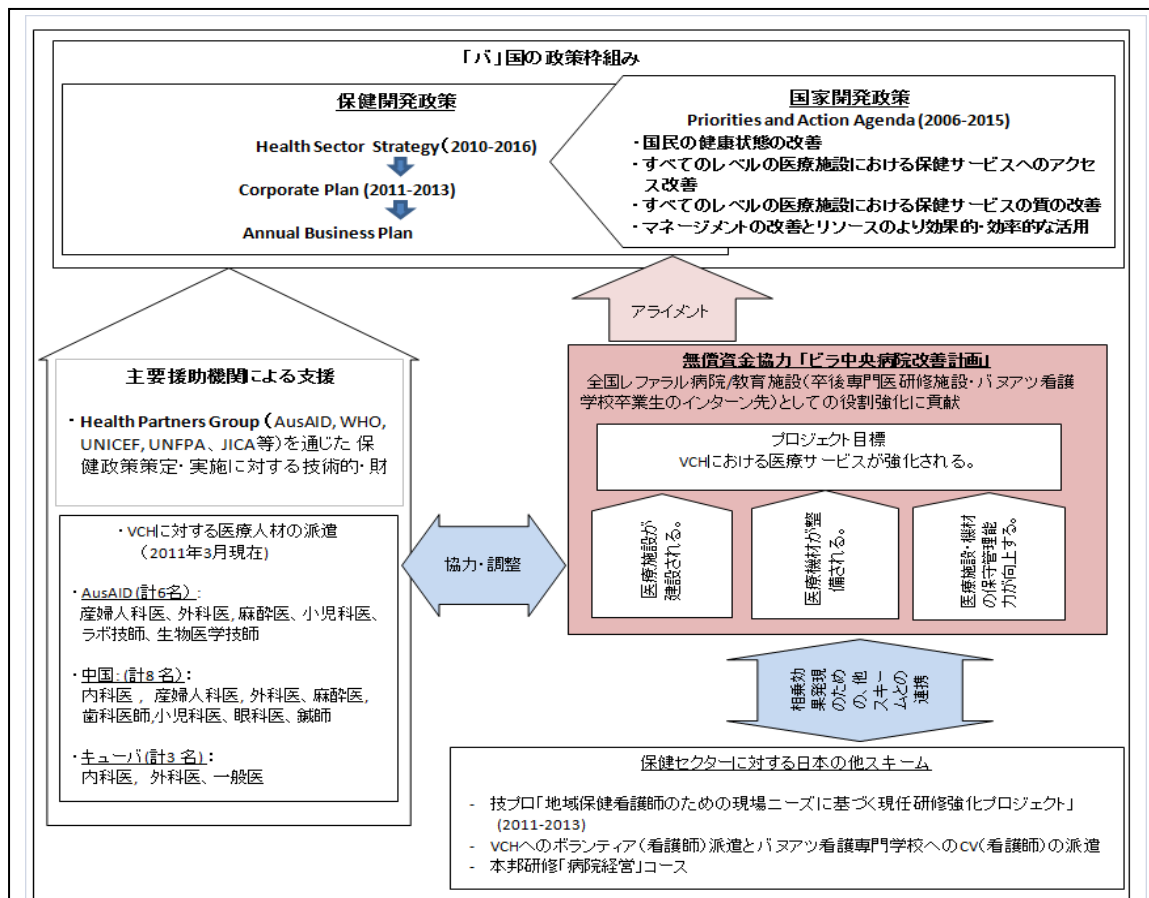 「バ」国の政策枠組み
保健開発政策
Health Sector Strategy(2010-2016)
Corporate Plan (2011-2013)
Annual Business Plan
国家開発政策
Priorities and Action Agenda (2006-2015)
・国民の健康状態の改善
・すべてのレベルの医療施設における保健サービスへのアクセ
ス改善
・すべてのレベルの医療施設における保健サービスの質の改善
・マネージメントの改善とリソースのより効果的・効率的な活用
アライメント
主要援助機関による支援
・Health Partners Group (AusAID, WHO,
UNICEF, UNFPA、JICA等)を通じた 保
健政策策定・実施に対する技術的・財
・VCHに対する医療人材の派遣
(2011年3月現在)
・AusAID (計6名):
産婦人科医、外科医, 麻酔医、小児科医、
ラボ技師、生物医学技師
・中国: (計8 名):
内科医, 産婦人科医, 外科医、麻酔医,
歯科医師,小児科医、眼科医、鍼師
・キューバ(計3 名):
内科医, 外科医、一般医
協力・調整
無償資金協力「ビラ中央病院改善計画」
全国レファラル病院/教育施設(卒後専門医研修施設・バヌアツ看護
学校卒業生のインターン先)としての役割強化に貢献
プロジェクト目標
VCHにおける医療サービスが強化される。
医療施設が
建設される。
医療機材が整
備される。
医療施設・機材
の保守管理能
力が向上する。
相乗効
果発現
のため
の、他
スキー
ムとの
連携
保健セクターに対する日本の他スキーム
- 技プロ「地域保健看護師のための現場ニーズに基づく現任研修強化プロジェクト」
(2011-2013)
- VCHへのボランティア(看護師)派遣とバヌアツ看護専門学校へのCV(看護師)の派遣
- 本邦研修「病院経営」コース